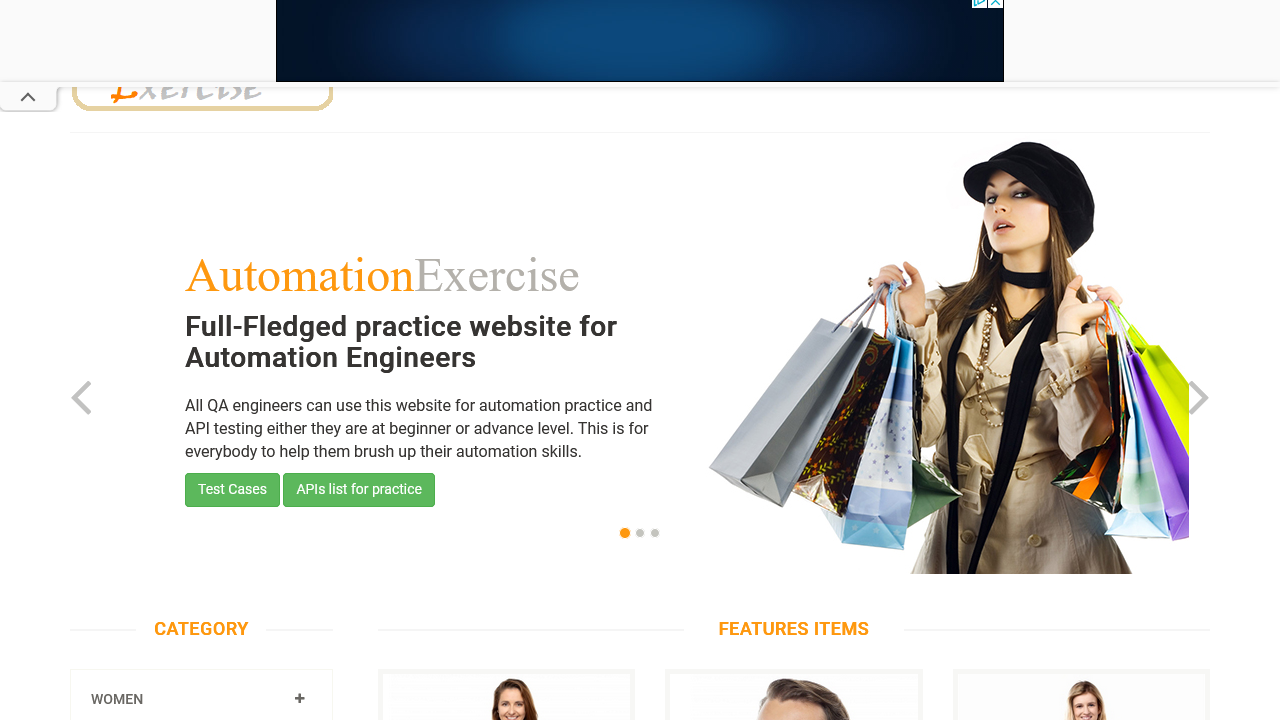 Exercise
AutomationExercise
Full-Fledged practice website for
Automation Engineers
All QA engineers can use this website for automation practice and
API testing either they are at beginner or advance level. This is for
everybody to help them brush up their automation skills.
Test Cases
APIs list for practice
CATEGORY
FEATURES ITEMS
WOMEN